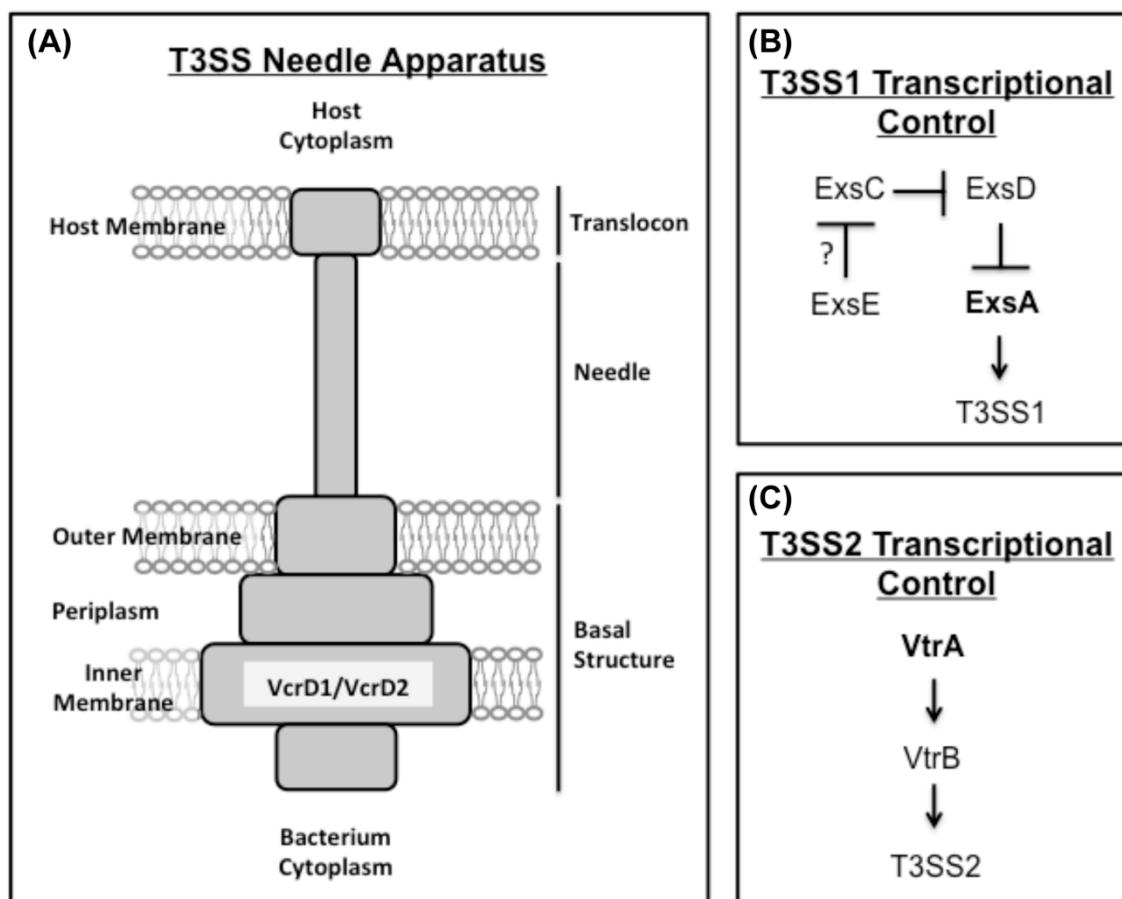 (A)
T3SS Needle Apparatus
Host
Cytoplasm
Host Membrane
Translocon
Needle
Outer Membrane
Periplasm
Basal
Structure
Inner
Membrane
VcrD1/VcrD2
Bacterium
Cytoplasm
(B)
T3SS1 Transcriptional
Control
ExsC
ExsD
?
ExsE
ExsA
T3SS1
(C)
T3SS2 Transcriptional
Control
VtrA
VtrB
T3SS2